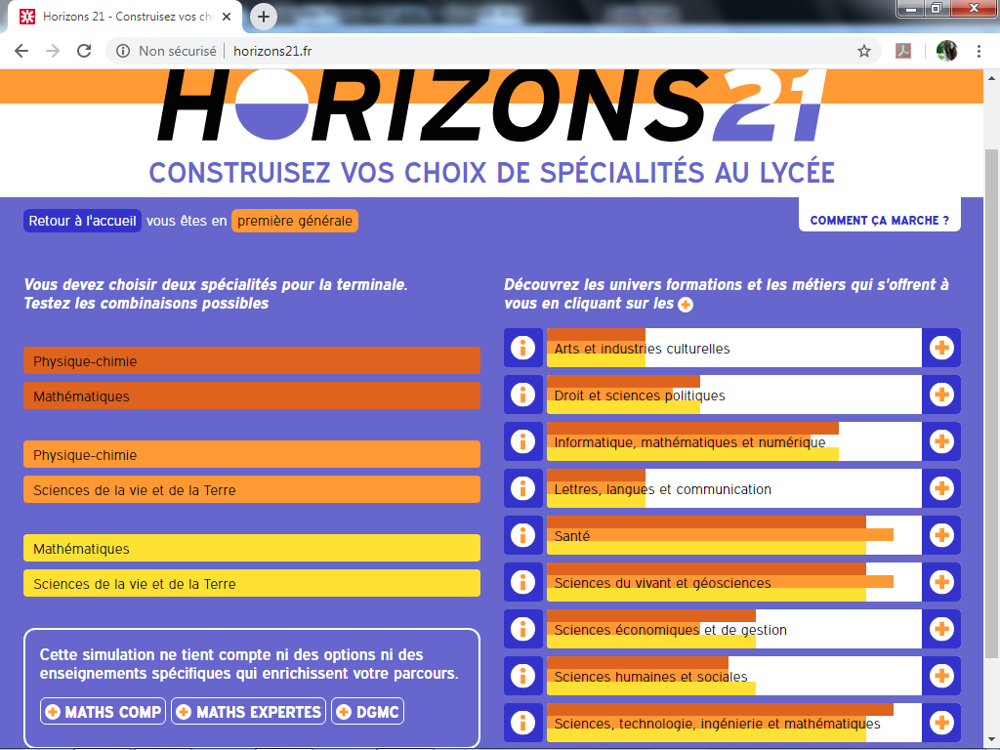 Horizons 21 - Construisez vos ch
Non sécurisé
horizons21.fr
HORIZONS21
CONSTRUISEZ VOS CHOIX DE SPÉCIALITÉS AU LYCÉE
Retour à l'accueil vous êtes en première générale
COMMENT ÇA MARCHE ?
Vous devez choisir deux spécialités pour la terminale.
Testez les combinaisons possibles
Physique-chimie
Mathématiques
Physique-chimie
Sciences de la vie et de la Terre
Mathématiques
Sciences de la vie et de la Terre
Cette simulation ne tient compte ni des options ni des
enseignements spécifiques qui enrichissent votre parcours.
MATHS COMP
MATHS EXPERTES
DGMC
Découvrez les univers formations et les métiers qui s'offrent à
vous en cliquant sur les
Arts et industries culturelles
Droit et sciences politiques
Informatique, mathématiques et numérique
Lettres, langues et communication
Santé
Sciences du vivant et géosciences
Sciences économiques et de gestion
Sciences humaines et sociales
Sciences, technologie, ingénierie et mathématiques